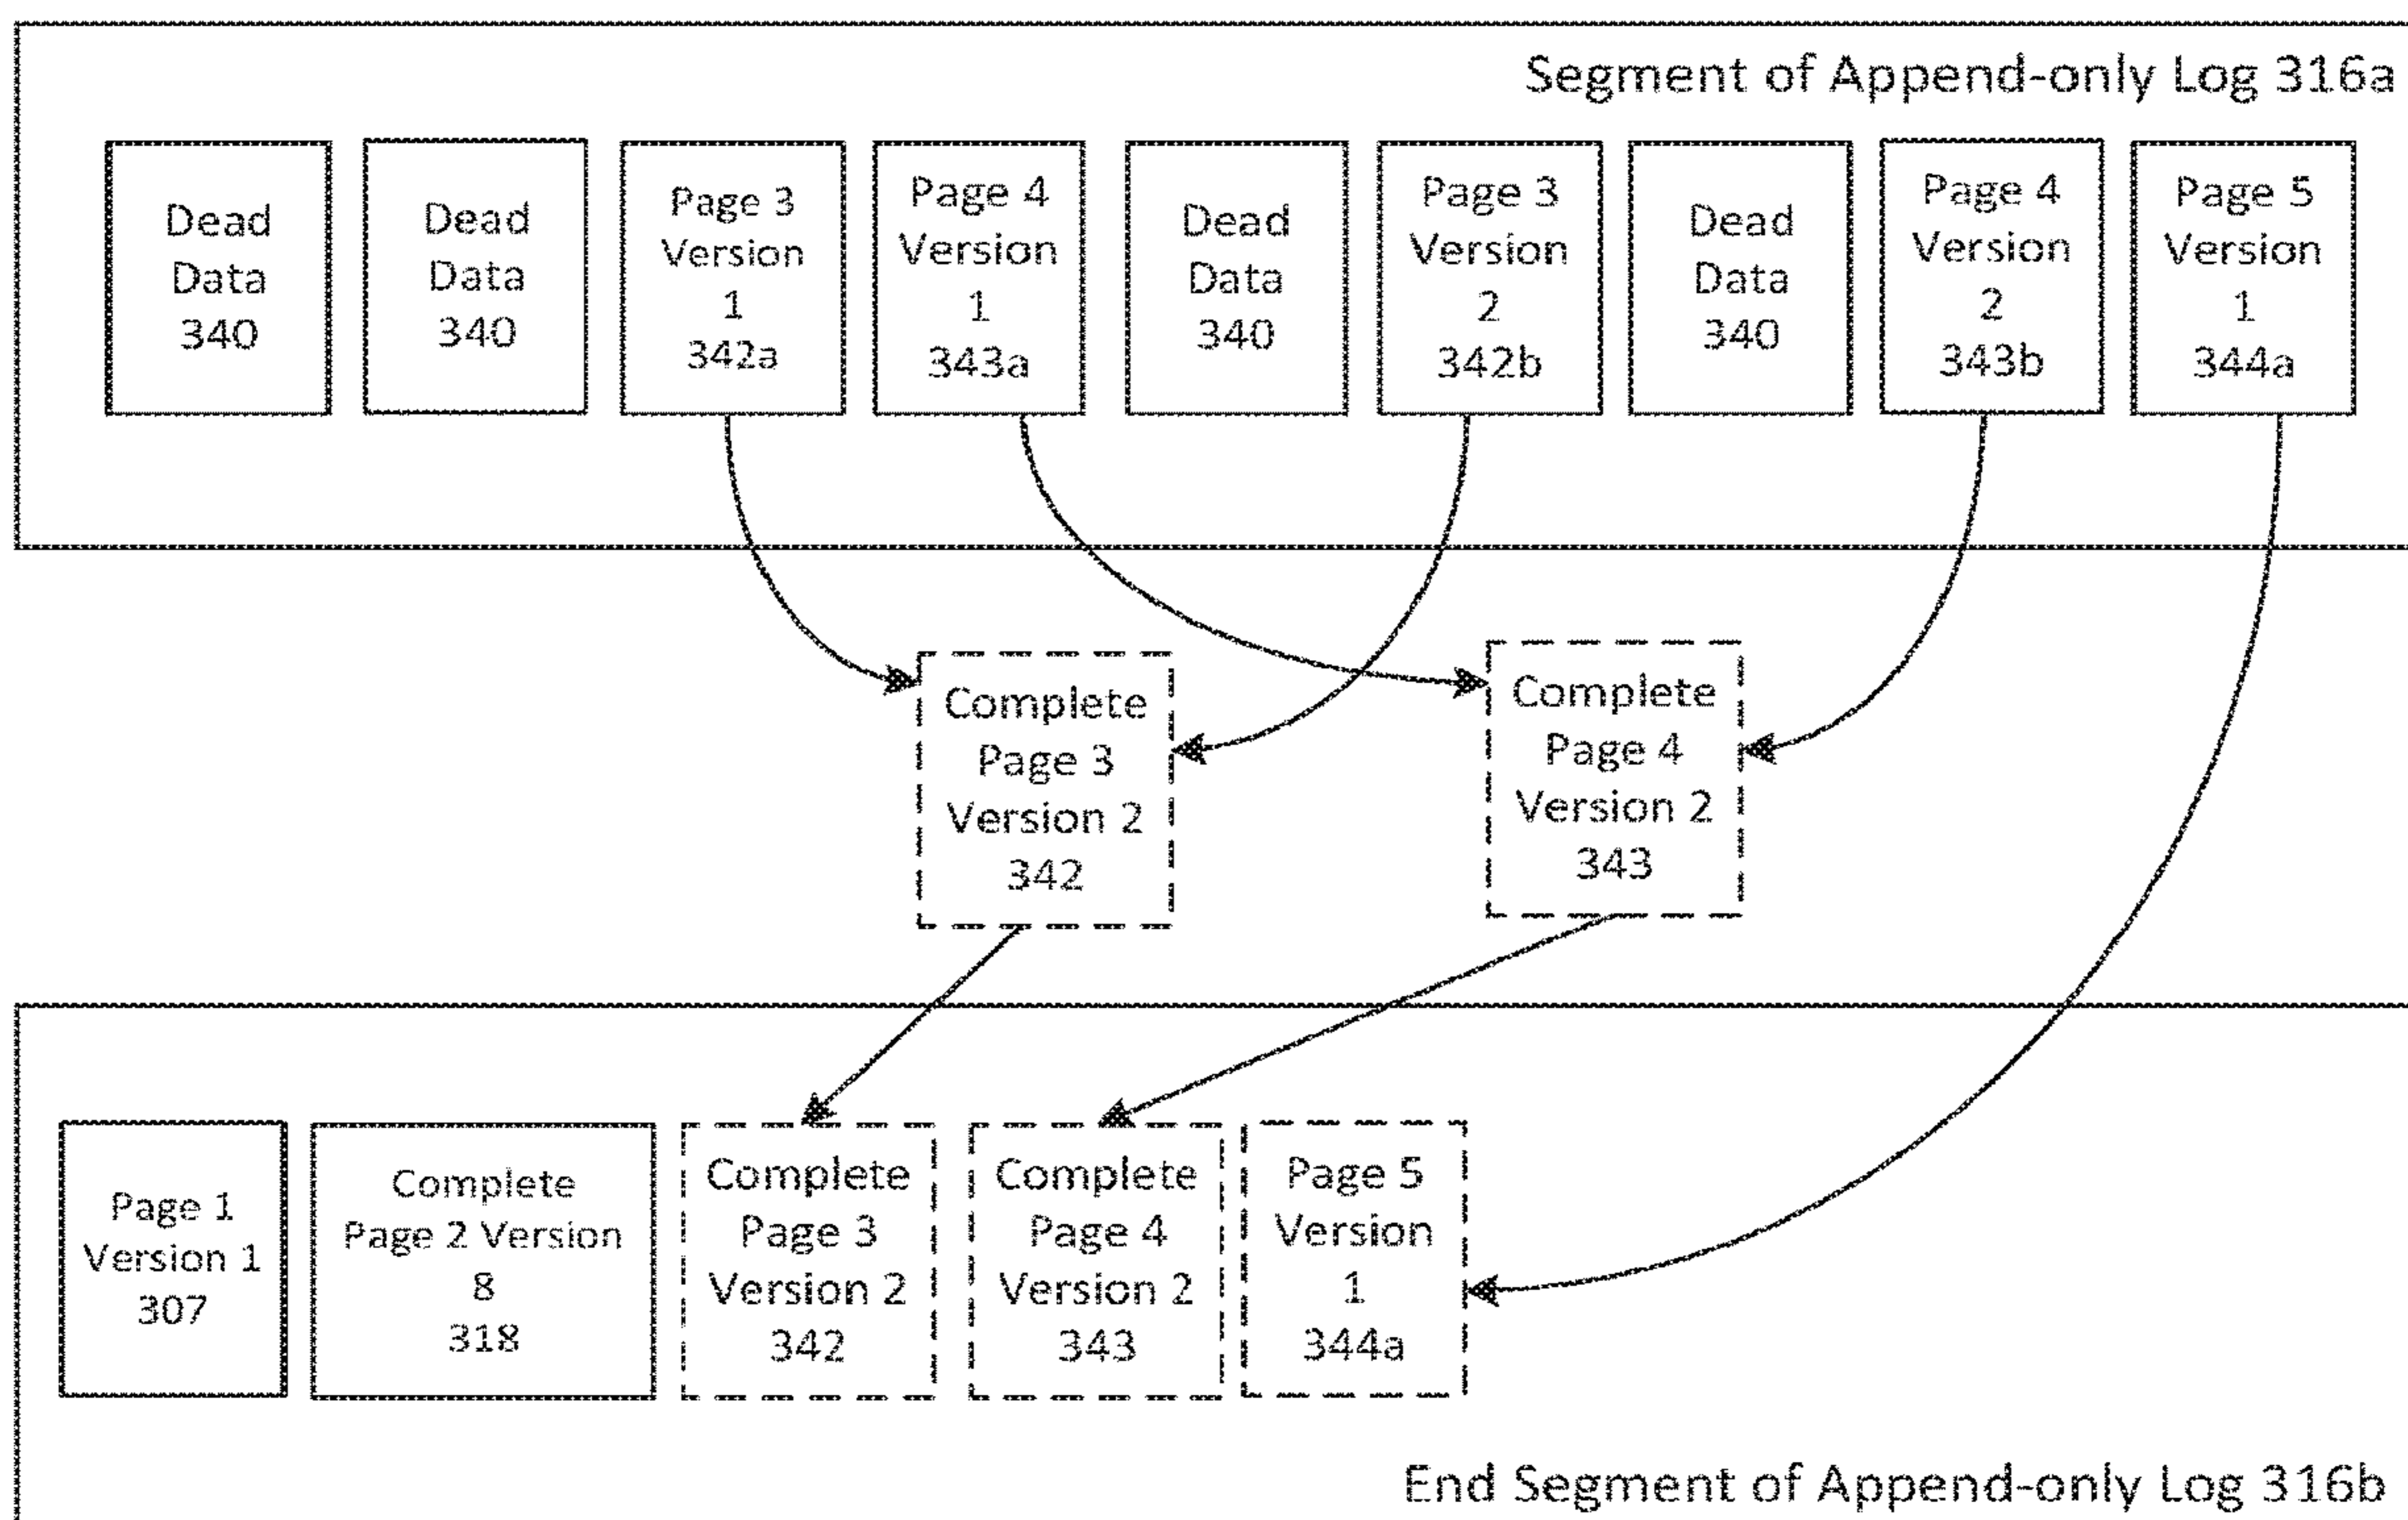 Segment of Append-only Log 316a
Dead
Data
340
Dead
Data
340
Page 3
Version
1
342a
Page 4
Version
1
343a
Dead
Data
340
Page 3
Version
2
342b
Dead
Data
340
Page 4
Version
2
343b
Page 5
Version
1
344a
Complete
Page 3
Version 2
342
Complete
Page 4
Version 2
343
Page 1
Version 1
307
Complete
Page 2 Version
8
318
Complete
Page 3
Version 2
342
Complete
Page 4
Version 2
343
Page 5
Version
1
344a
End Segment of Append-only Log 316b